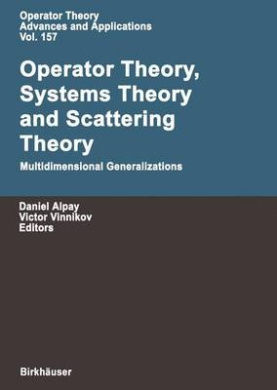 Operator Theory
Advances and Applications
Vol. 157
Operator Theory,
Systems Theory
and Scattering
Theory
Multidimensional Generalizations
Daniel Alpay
Victor Vinnikov
Editors
Birkhäuser